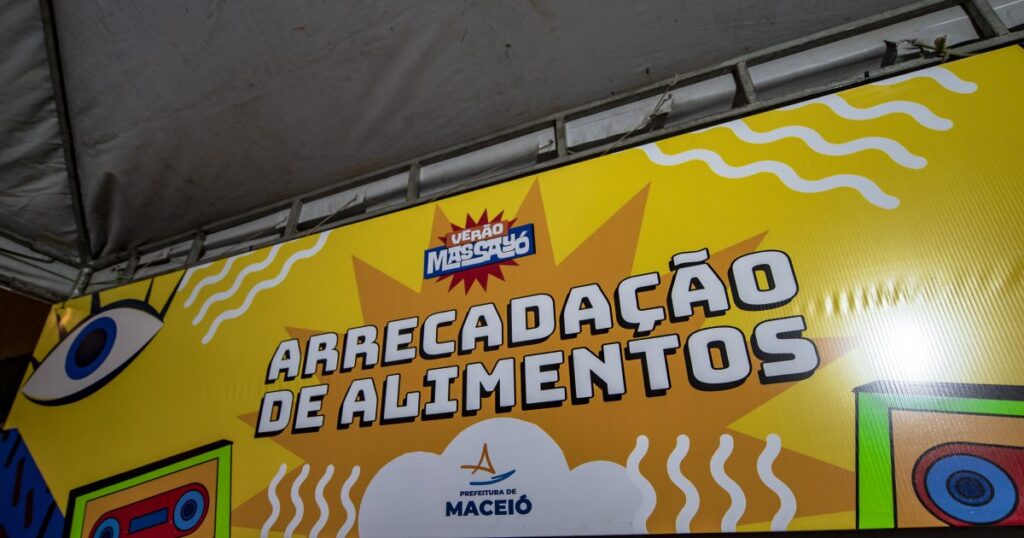 VERÃO
MASSAYÓ
ARRECADAÇÃO
DE ALIMENTOS
PREFEITURA DE
MACEIÓ